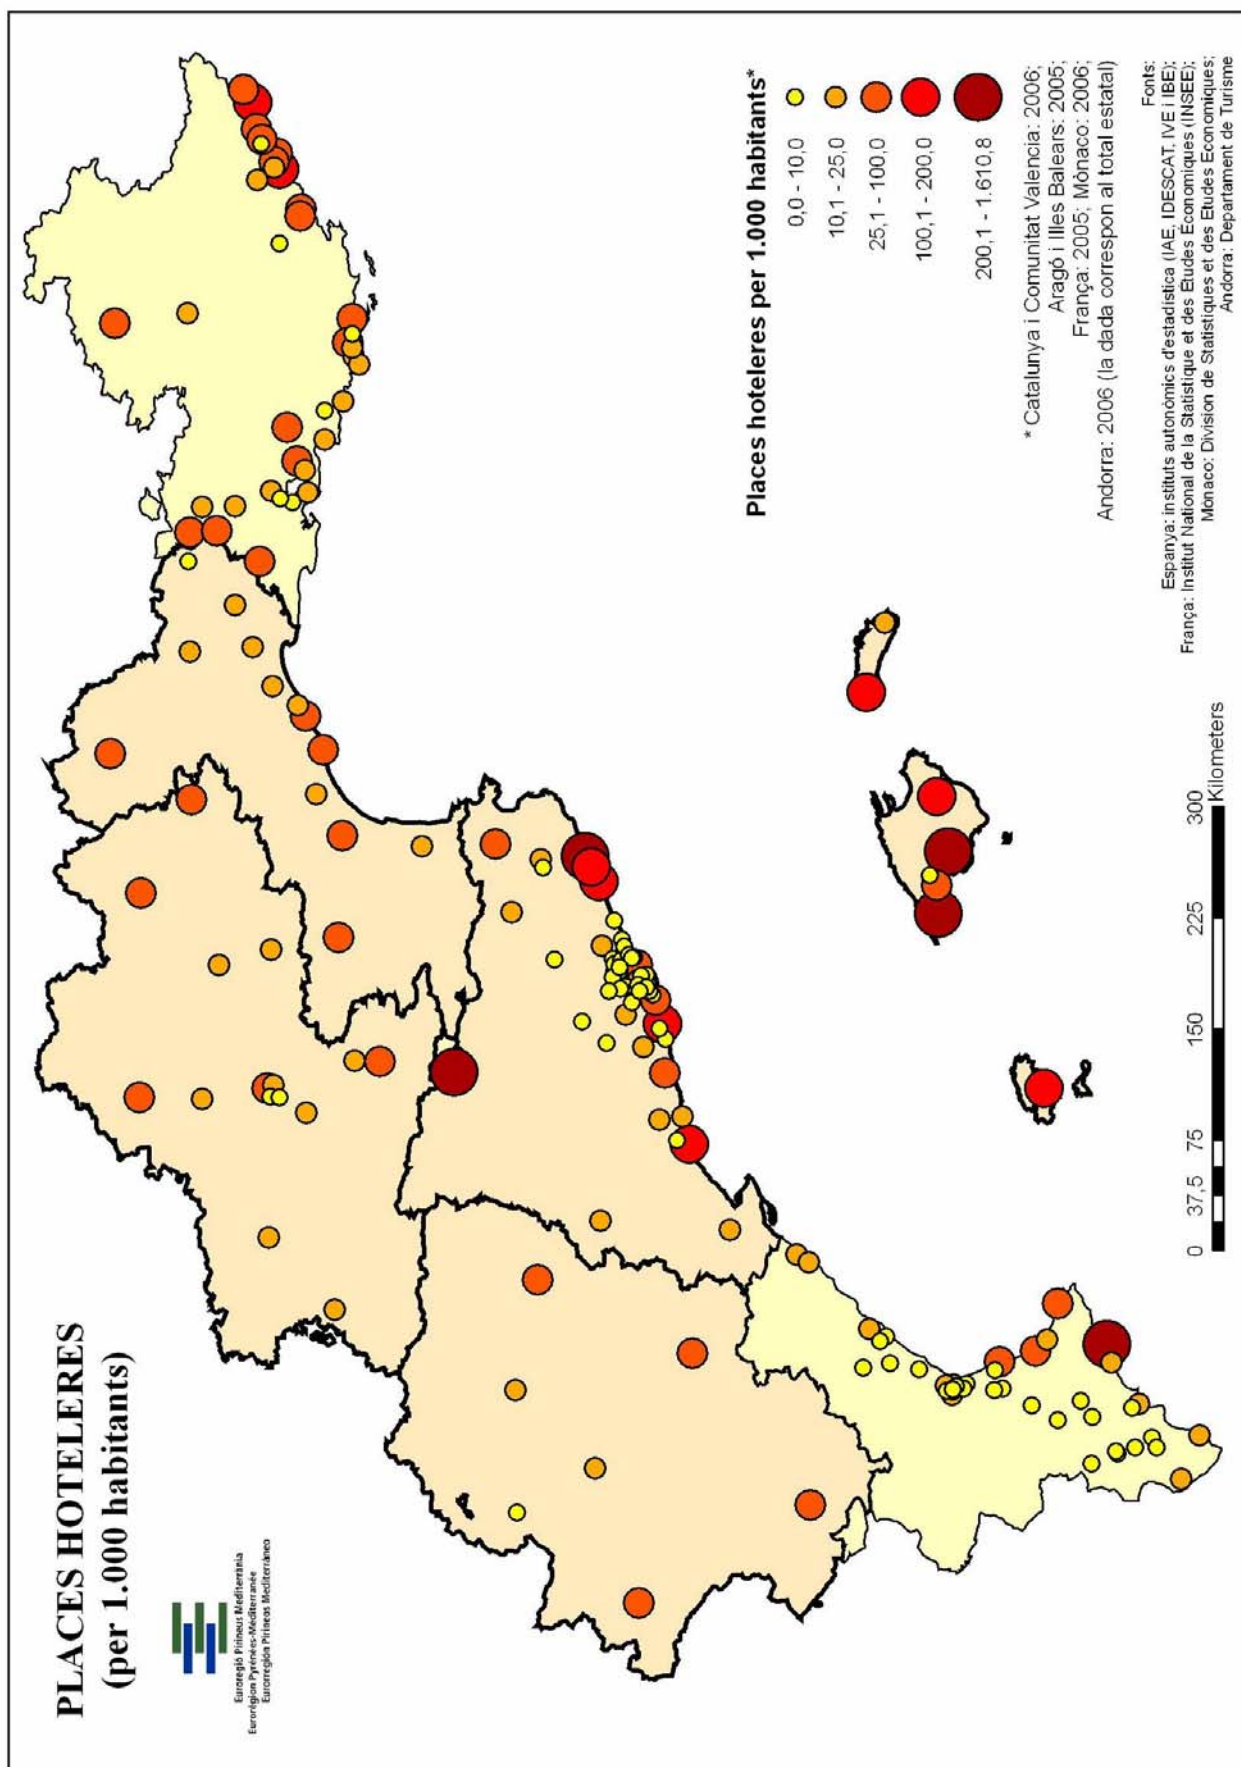 PLACES HOTELERES
(per 1.000 habitants)
Euroregió Pirineus Mediterrània
Eurorégion Pyrénées-Méditerranée
Eurorregión Pirineos Mediterráneo
Places hoteleres per 1.000 habitants*
0,0 - 10,0
10,1 - 25,0
25,1 - 100,0
100,1 - 200,0
200,1 - 1.610,8
* Catalunya i Comunitat Valencia: 2006;
Aragó i Illes Balears: 2005;
França: 2005; Mònaco: 2006;
Andorra: 2006 (la dada correspon al total estatal)
Fonts:
Espanya: instituts autonòmics d'estadística (IAE, IDESCAT, IVE i IBE);
França: Institut National de la Statistique et des Etudes Economiques (INSEE);
Mònaco: Division de Statistiques et des Etudes Economiques;
Andorra: Departament de Turisme
0 37,5 75 150 225 300
Kilometers